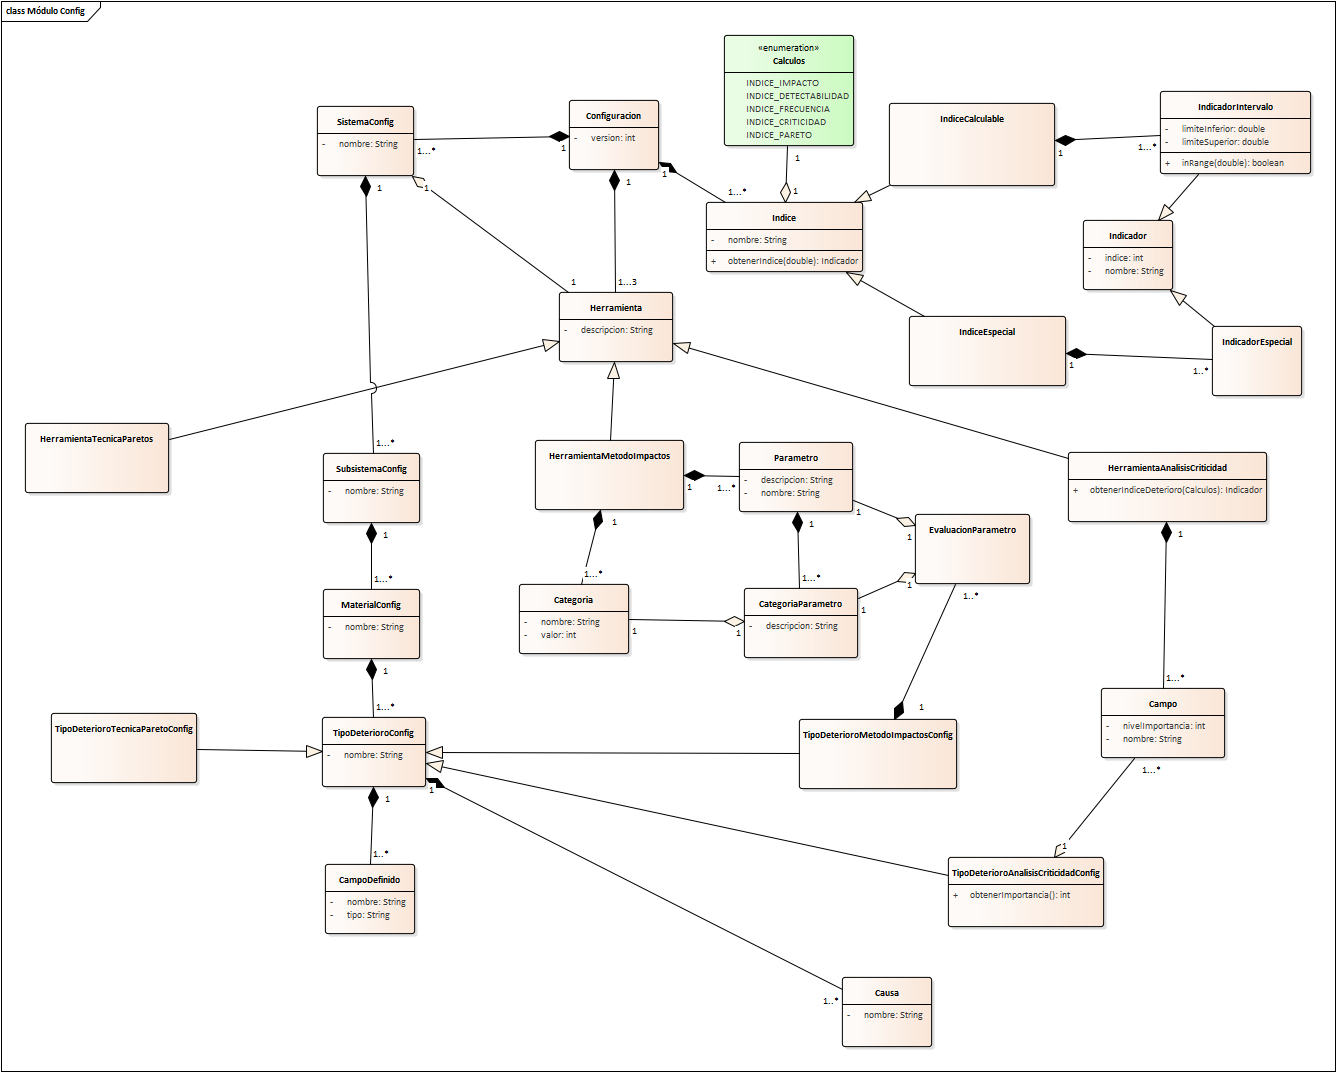 class Módulo Config
«enumeration»
Calculos
INDICE_IMPACTO
INDICE_DETECTABILIDAD
INDICE_FRECUENCIA
INDICE_CRITICIDAD
INDICE_PARETO
1
1
SistemaConfig
- nombre: String
1...*
1
1
Configuracion
- version: int
1
1
1
1...*
1...3
IndiceCalculable
1
1...*
IndicadorIntervalo
- limiteInferior: double
- limiteSuperior: double
+ inRange(double): boolean
Indice
- nombre: String
+ obtenerIndice(double): Indicador
Indicador
- indice: int
- nombre: String
1
Herramienta
- descripcion: String
IndiceEspecial
1
1..*
IndicadorEspecial
HerramientaTecnicaParetos
1...*
SubsistemaConfig
- nombre: String
1
1...*
HerramientaMetodoImpactos
1
1...*
1
1...*
Parametro
- descripcion: String
- nombre: String
1
1
1
1...*
EvaluacionParametro
1
1
1..*
HerramientaAnalisisCriticidad
+ obtenerIndiceDeterioro(Calculos): Indicador
1
1...*
MaterialConfig
- nombre: String
1
1...*
Categoria
- nombre: String
- valor: int
1
1
CategoriaParametro
- descripcion: String
TipoDeterioroTecnicaParetoConfig
TipoDeterioroConfig
- nombre: String
1
1
1..*
1
TipoDeterioroMetodoImpactosConfig
Campo
- nivelImportancia: int
- nombre: String
1...*
1
CampoDefinido
- nombre: String
- tipo: String
TipoDeterioroAnalisisCriticidadConfig
+ obtenerImportancia(): int
1..*
Causa
- nombre: String